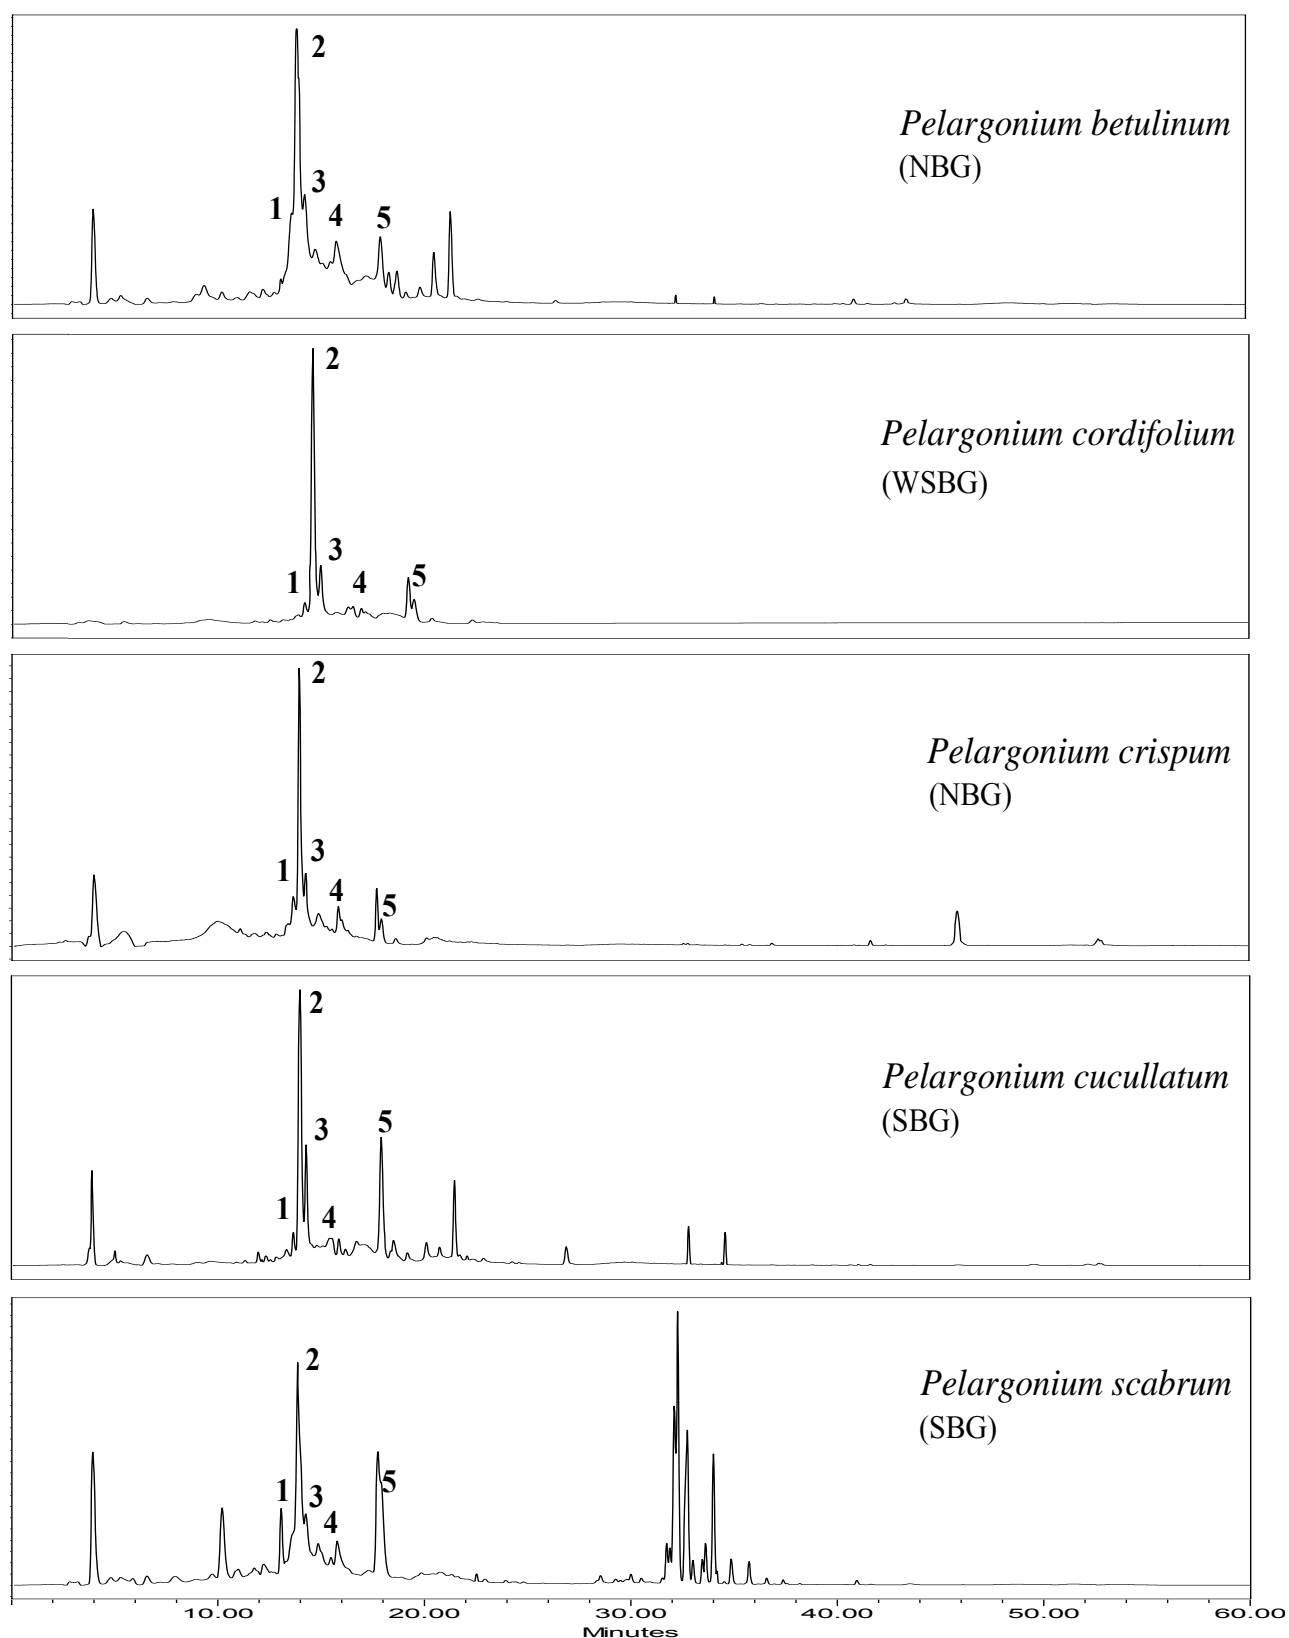 2
Pelargonium betulinum
(NBG)
3
1
4
5
2
Pelargonium cordifolium
(WSBG)
3
1
4
5
2
Pelargonium crispum
(NBG)
3
1
4
5
2
Pelargonium cucullatum
(SBG)
3
5
1
4
2
Pelargonium scabrum
(SBG)
5
1
3
4
10.00 20.00 30.00 40.00 50.00 60.00
Minutes